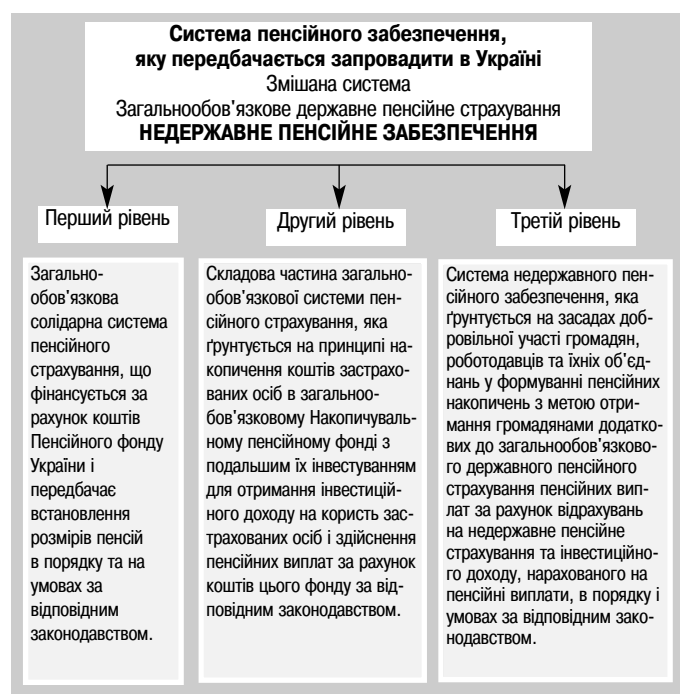 Система пенсійного забезпечення,
яку передбачається запровадити в Україні
Змішана система
Загальнообов'язкове державне пенсійне страхування
НЕДЕРЖАВНЕ ПЕНСІЙНЕ ЗАБЕЗПЕЧЕННЯ
Перший рівень
Загально-
обов'язкова
солідарна система
пенсійного
страхування, що
фінансується за
рахунок коштів
Пенсійного фонду
України і
передбачає
встановлення
розмірів пенсій
в порядку та на
умовах за
відповідним
законодавством.
Другий рівень
Складова частина загально-
обов'язкової системи пен-
сійного страхування, яка
ґрунтується на принципі на-
копичення коштів застрахо-
ваних осіб в загальнооо-
бов'язковому Накопичуваль-
ному пенсійному фонді з
подальшим їх інвестуванням
для отримання інвестицій-
ного доходу на користь зас-
трахованих осіб і здійснення
пенсійних виплат за рахунок
коштів цього фонду за від-
повідним законодавством.
Третій рівень
Система недержавного пен-
сійного забезпечення, яка
ґрунтується на засадах доб-
ровільної участі громадян,
роботодавців та їхніх об'єд-
нань у формуванні пенсійних
накопичень з метою отри-
мання громадянами додатко-
вих до загальнообов'язково-
го державного пенсійного
страхування пенсійних вип-
лат за рахунок відрахувань
на недержавне пенсійне
страхування та інвестиційно-
го доходу, нарахованого на
пенсійні виплати, в порядку і
умовах за відповідним зако-
нодавством.